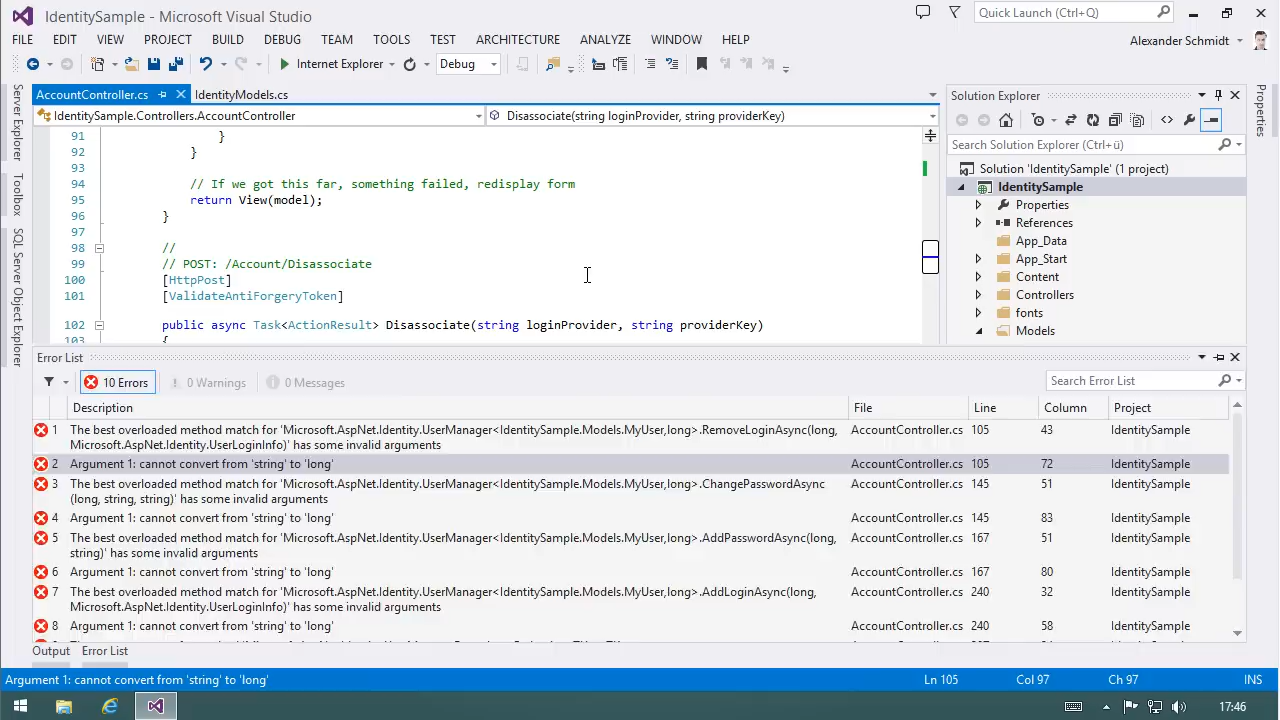 IdentitySample - Microsoft Visual Studio
Quick Launch (Ctrl+Q)
FILE EDIT VIEW PROJECT BUILD DEBUG TEAM TOOLS TEST ARCHITECTURE ANALYZE WINDOW HELP
Alexander Schmidt
Internet Explorer
Debug
Server Explorer
Toolbox
SQL Server Object Explorer
AccountController.cs
IdentityModels.cs
IdentitySample.Controllers.AccountController
Disassociate(string loginProvider, string providerKey)
91 }
92 }
93
94 // If we got this far, something failed, redisplay form
95 return View(model);
96 }
97
98 //
99 // POST: /Account/Disassociate
100 [HttpPost]
101 [ValidateAntiForgeryToken]
102 public async Task<ActionResult> Disassociate(string loginProvider, string providerKey)
103 {
Solution Explorer
Search Solution Explorer (Ctrl+ü)
Solution 'IdentitySample' (1 project)
IdentitySample
Properties
References
App_Data
App_Start
Content
Controllers
fonts
Models
Properties
Error List
10 Errors
0 Warnings
0 Messages
Search Error List
Description File Line Column Project
1 The best overloaded method match for 'Microsoft.AspNet.Identity.UserManager<IdentitySample.Models.MyUser,long>.RemoveLoginAsync(long, AccountController.cs 105 43 IdentitySample
Microsoft.AspNet.Identity.UserLoginInfo)' has some invalid arguments
2 Argument 1: cannot convert from 'string' to 'long' AccountController.cs 105 72 IdentitySample
3 The best overloaded method match for 'Microsoft.AspNet.Identity.UserManager<IdentitySample.Models.MyUser,long>.ChangePasswordAsync AccountController.cs 145 51 IdentitySample
(long, string, string)' has some invalid arguments
4 Argument 1: cannot convert from 'string' to 'long' AccountController.cs 145 83 IdentitySample
5 The best overloaded method match for 'Microsoft.AspNet.Identity.UserManager<IdentitySample.Models.MyUser,long>.AddPasswordAsync(long, AccountController.cs 167 51 IdentitySample
string)' has some invalid arguments
6 Argument 1: cannot convert from 'string' to 'long' AccountController.cs 167 80 IdentitySample
7 The best overloaded method match for 'Microsoft.AspNet.Identity.UserManager<IdentitySample.Models.MyUser,long>.AddLoginAsync(long, AccountController.cs 240 32 IdentitySample
Microsoft.AspNet.Identity.UserLoginInfo)' has some invalid arguments
8 Argument 1: cannot convert from 'string' to 'long' AccountController.cs 240 58 IdentitySample
Output Error List
Argument 1: cannot convert from 'string' to 'long' Ln 105 Col 97 Ch 97 INS
17:46